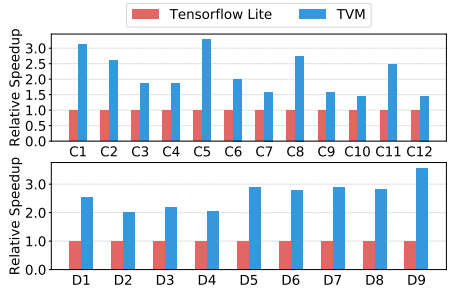 Tensorflow Lite TVM
Relative Speedup
3.0
2.5
2.0
1.5
1.0
0.5
0.0
C1 C2 C3 C4 C5 C6 C7 C8 C9 C10 C11 C12
Relative Speedup
3.0
2.0
1.0
0.0
D1 D2 D3 D4 D5 D6 D7 D8 D9